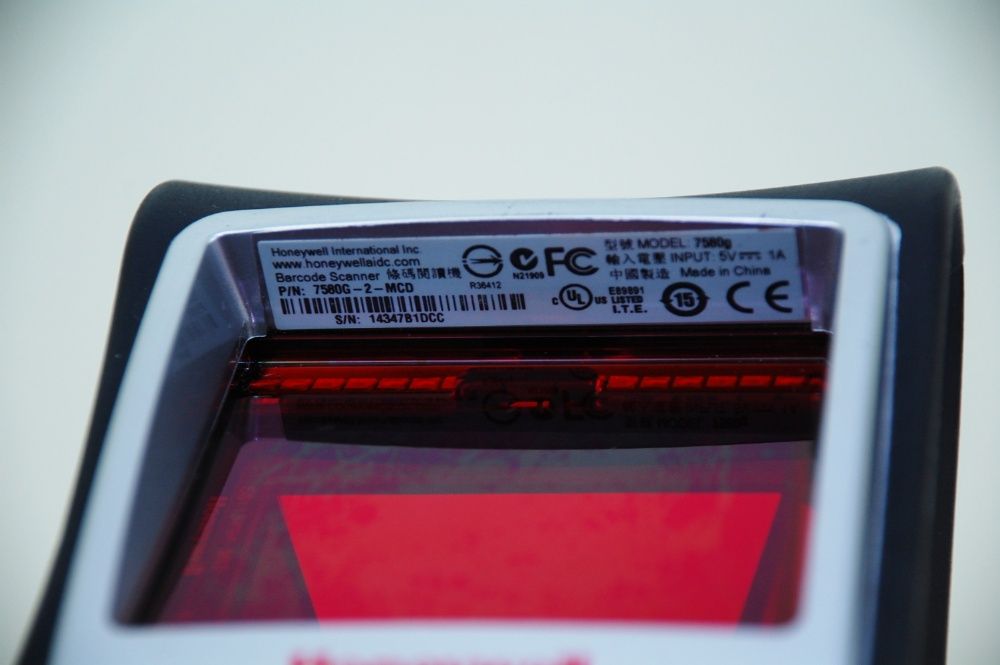 Honeywell International Inc.
www.honeywellaidc.com
Barcode Scanner 條碼閱讀機
P/N: 7580G-2-MCD
S/N: 14347B1DCC
R36412
N21909
FC
型號 MODEL: 7580g
輸入電壓 INPUT: 5V 1A
中國製造 Made in China
c UL US LISTED
E89891
I.T.E.
15
CE